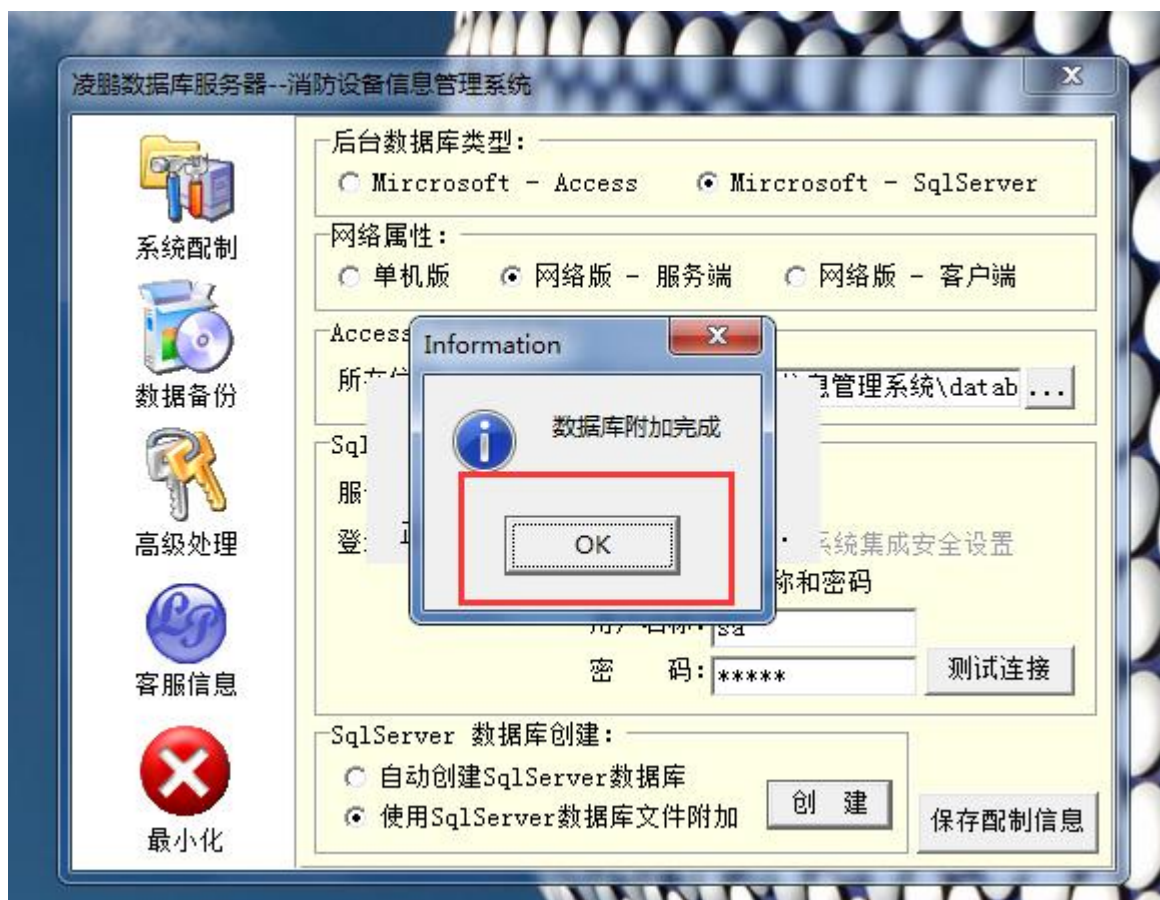 凌鹏数据库服务器--消防设备信息管理系统
系统配制
数据备份
高级处理
客服信息
最小化
后台数据库类型：
Mircrosoft - Access
Mircrosoft - SqlServer
网络属性：
单机版
网络版 - 服务端
网络版 - 客户端
Access
息管理系统\datab
...
Information
数据库附加完成
OK
Sql
服
登
系统集成安全设置
称和密码
sa
密 码：
*****
测试连接
SqlServer 数据库创建：
自动创建SqlServer数据库
使用SqlServer数据库文件附加
创 建
保存配制信息